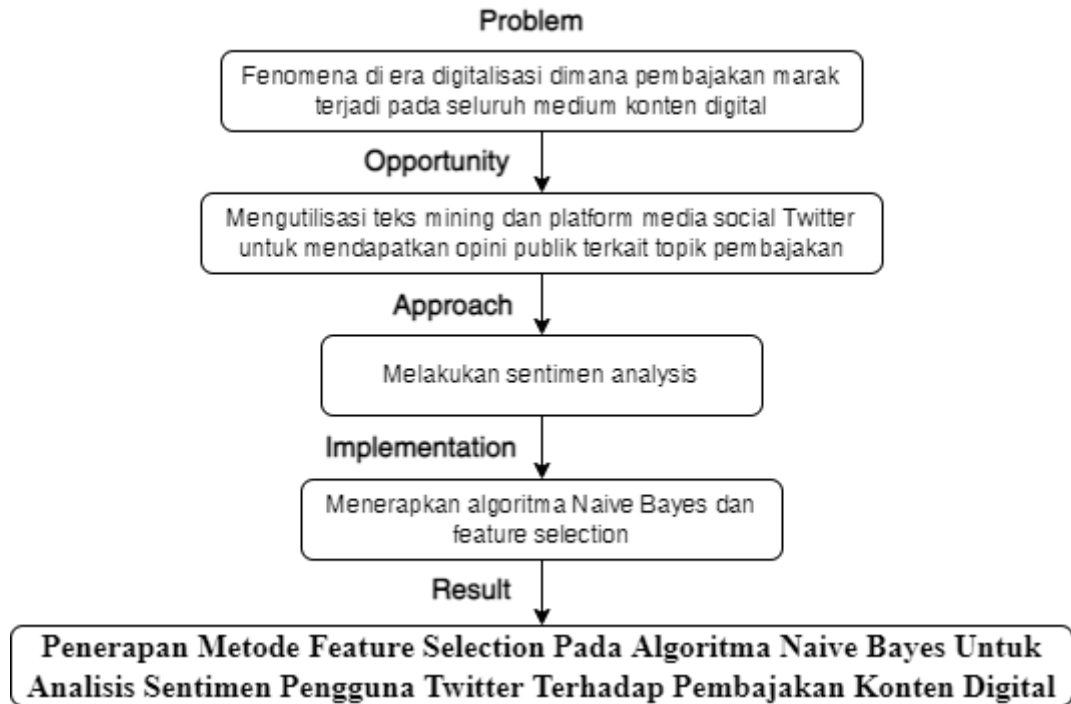 Problem
Fenomena di era digitalisasi dimana pembajakan marak
terjadi pada seluruh medium konten digital
Opportunity
Mengutilisasi teks mining dan platform media social Twitter
untuk mendapatkan opini publik terkait topik pembajakan
Approach
Melakukan sentimen analysis
Implementation
Menerapkan algoritma Naive Bayes dan
feature selection
Result
Penerapan Metode Feature Selection Pada Algoritma Naive Bayes Untuk
Analisis Sentimen Pengguna Twitter Terhadap Pembajakan Konten Digital